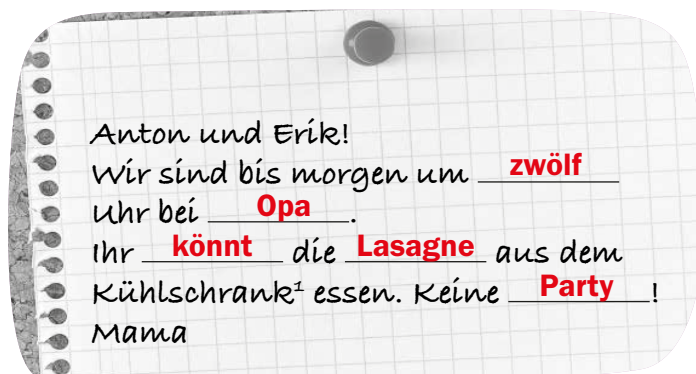 Anton und Erik!
Wir sind bis morgen um zwölf
Uhr bei Opa.
Ihr könnt die Lasagne aus dem
Kühlschrank¹ essen. Keine Party!
Mama